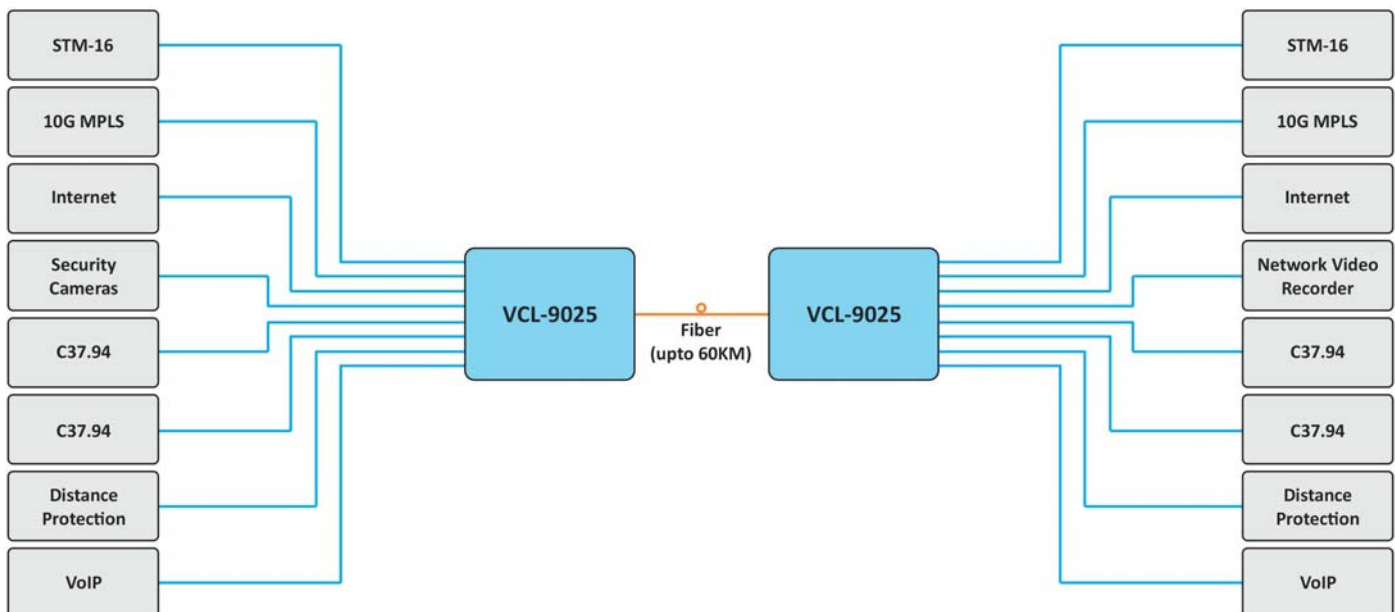 STM-16
10G MPLS
Internet
Security
Cameras
C37.94
C37.94
Distance
Protection
VoIP
VCL-9025
Fiber
(upto 60KM)
VCL-9025
STM-16
10G MPLS
Internet
Network Video
Recorder
C37.94
C37.94
Distance
Protection
VoIP